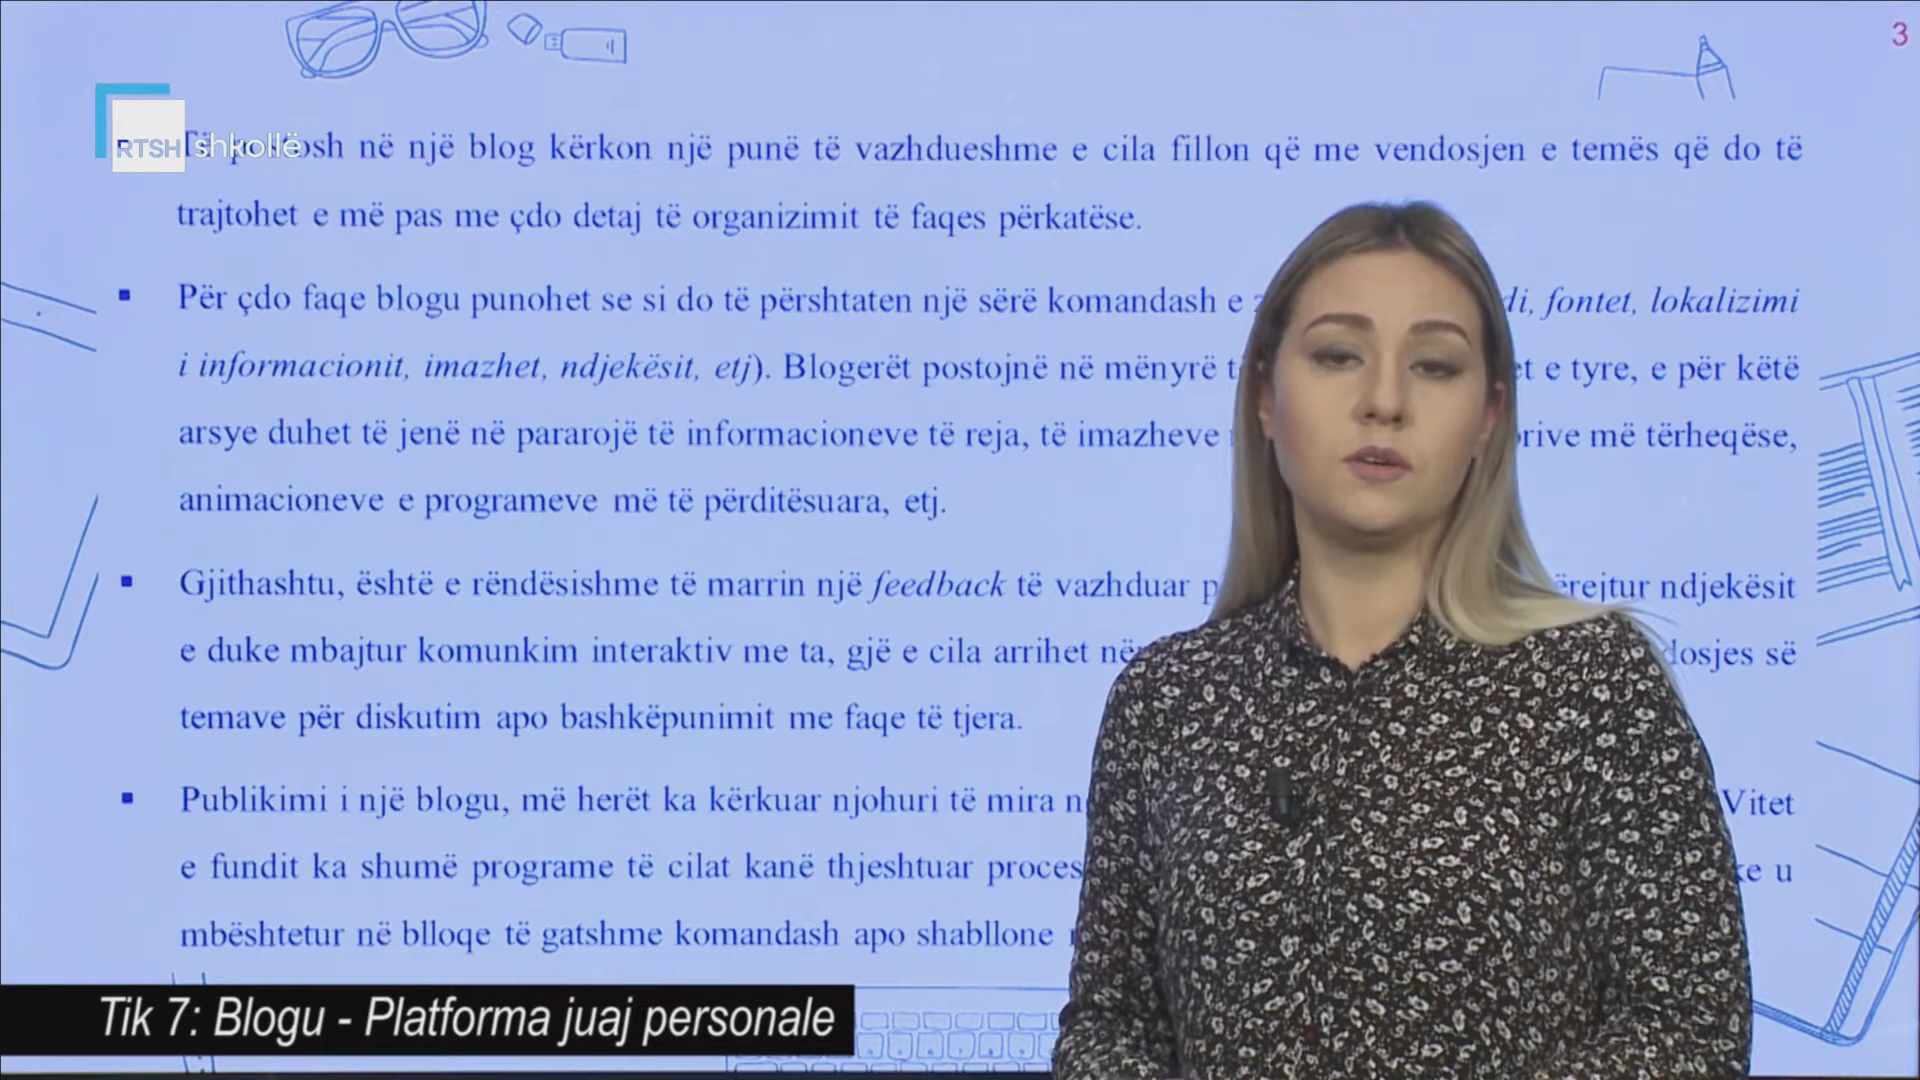 3
RTSH shkollë
në një blog kërkon një punë të vazhdueshme e cila fillon që me vendosjen e temës që do të
trajtohet e më pas me çdo detaj të organizimit të faqes përkatëse.
Për çdo faqe blogu punohet se si do të përshtaten një sërë komandash e fontet, lokalizimi
i informacionit, imazhet, ndjekësit, etj). Blogerët postojnë në mënyrë e tyre, e për këtë
arsye duhet të jenë në pararojë të informacioneve të reja, të imazheve më tërheqëse,
animacioneve e programeve më të përditësuara, etj.
Gjithashtu, është e rëndësishme të marrin një feedback të vazhduar ndjekësit
e duke mbajtur komunkim interaktiv me ta, gjë e cila arrihet së
temave për diskutim apo bashkëpunimit me faqe të tjera.
Publikimi i një blogu, më herët ka kërkuar njohuri të mira Vitet
e fundit ka shumë programe të cilat kanë thjeshtuar u
mbështetur në blloqe të gatshme komandash apo shabllone
Tik 7: Blogu - Platforma juaj personale